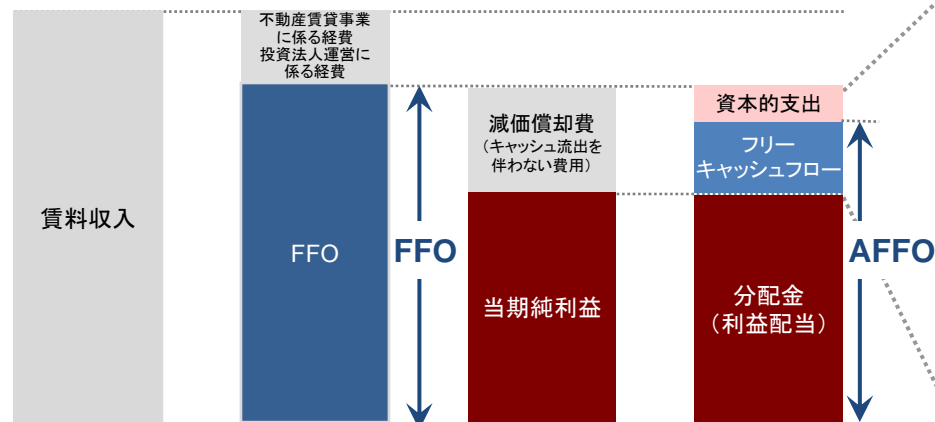 賃料収入
不動産賃貸事業
に係る経費
投資法人運営に
係る経費
FFO
FFO
減価償却費
（キャッシュ流出を
伴わない費用）
当期純利益
資本的支出
フリー
キャッシュフロー
分配金
（利益配当）
AFFO